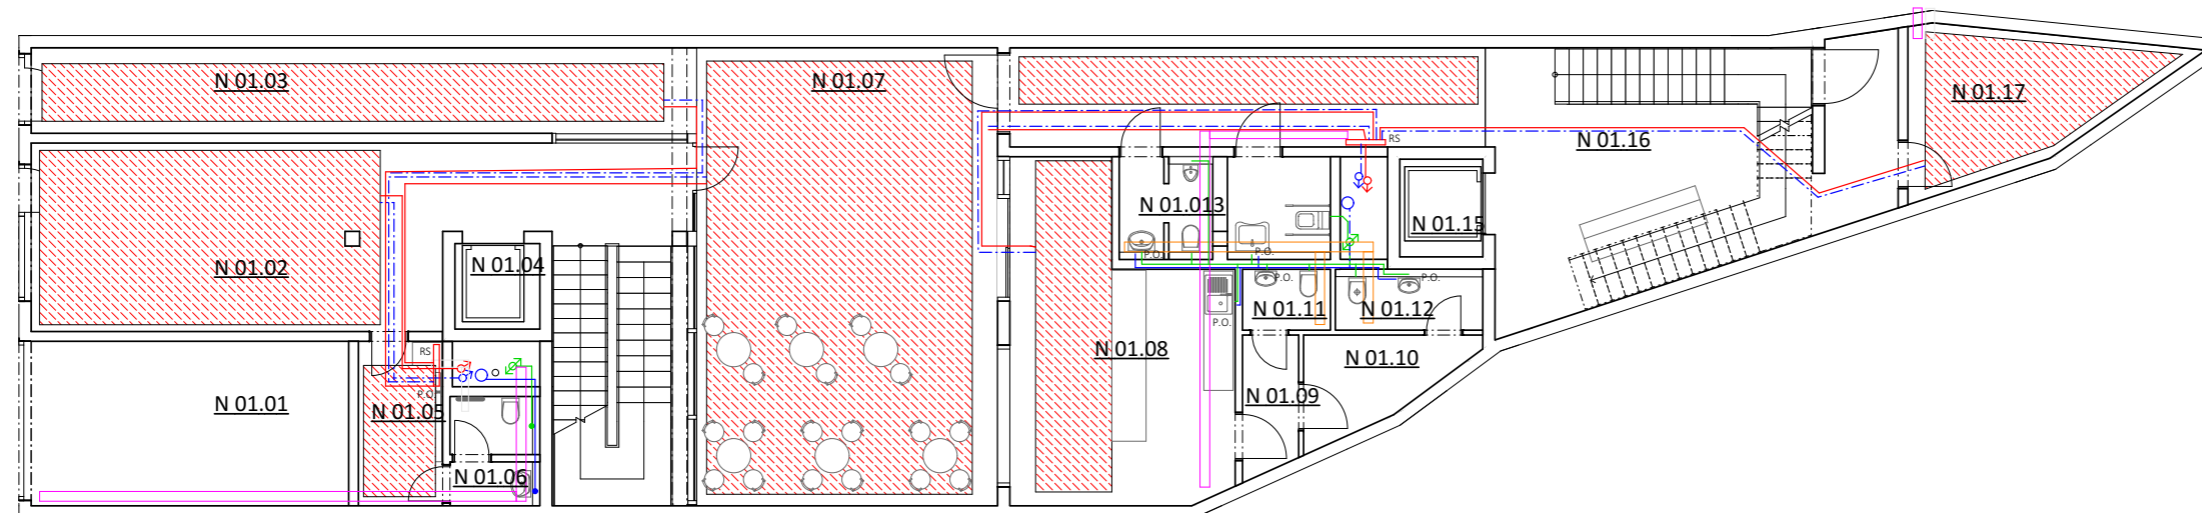 N 01.03
N 01.07
N 01.17
RS
N 01.16
N 01.013
N 01.15
P.O.
P.O.
N 01.04
N 01.02
P.O.
P.O.
N 01.11
N 01.12
P.O.
N 01.08
RS
N 01.10
P.O.
N 01.01
N 01.05
N 01.09
N 01.06